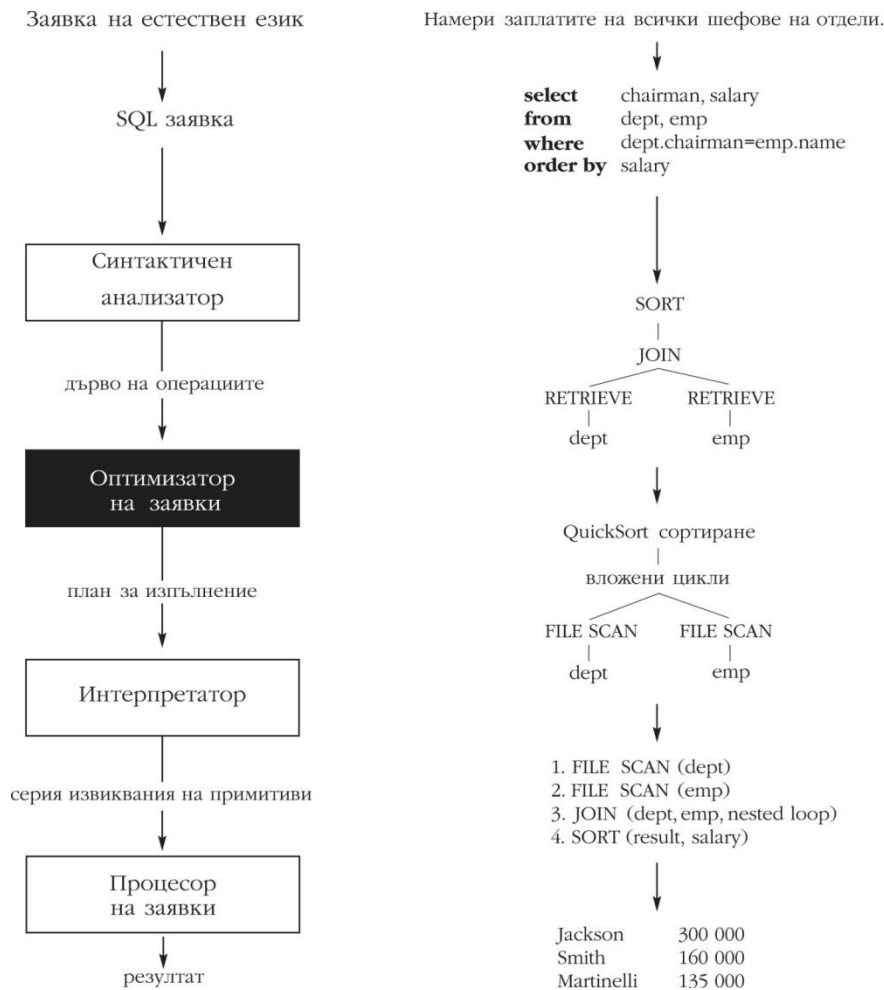 Заявка на естествен език
SQL заявка
Синтактичен
анализатор
дърво на операциите
Оптимизатор
на заявки
план за изпълнение
Интерпретатор
серия извиквания на примитиви
Процесор
на заявки
резултат
Намери заплатите на всички шефове на отдели.
select chairman, salary
from dept, emp
where dept.chairman=emp.name
order by salary
SORT
JOIN
RETRIEVE RETRIEVE
dept emp
QuickSort сортиране
вложени цикли
FILE SCAN FILE SCAN
dept emp
1. FILE SCAN (dept)
2. FILE SCAN (emp)
3. JOIN (dept, emp, nested loop)
4. SORT (result, salary)
Jackson 300 000
Smith 160 000
Martinelli 135 000